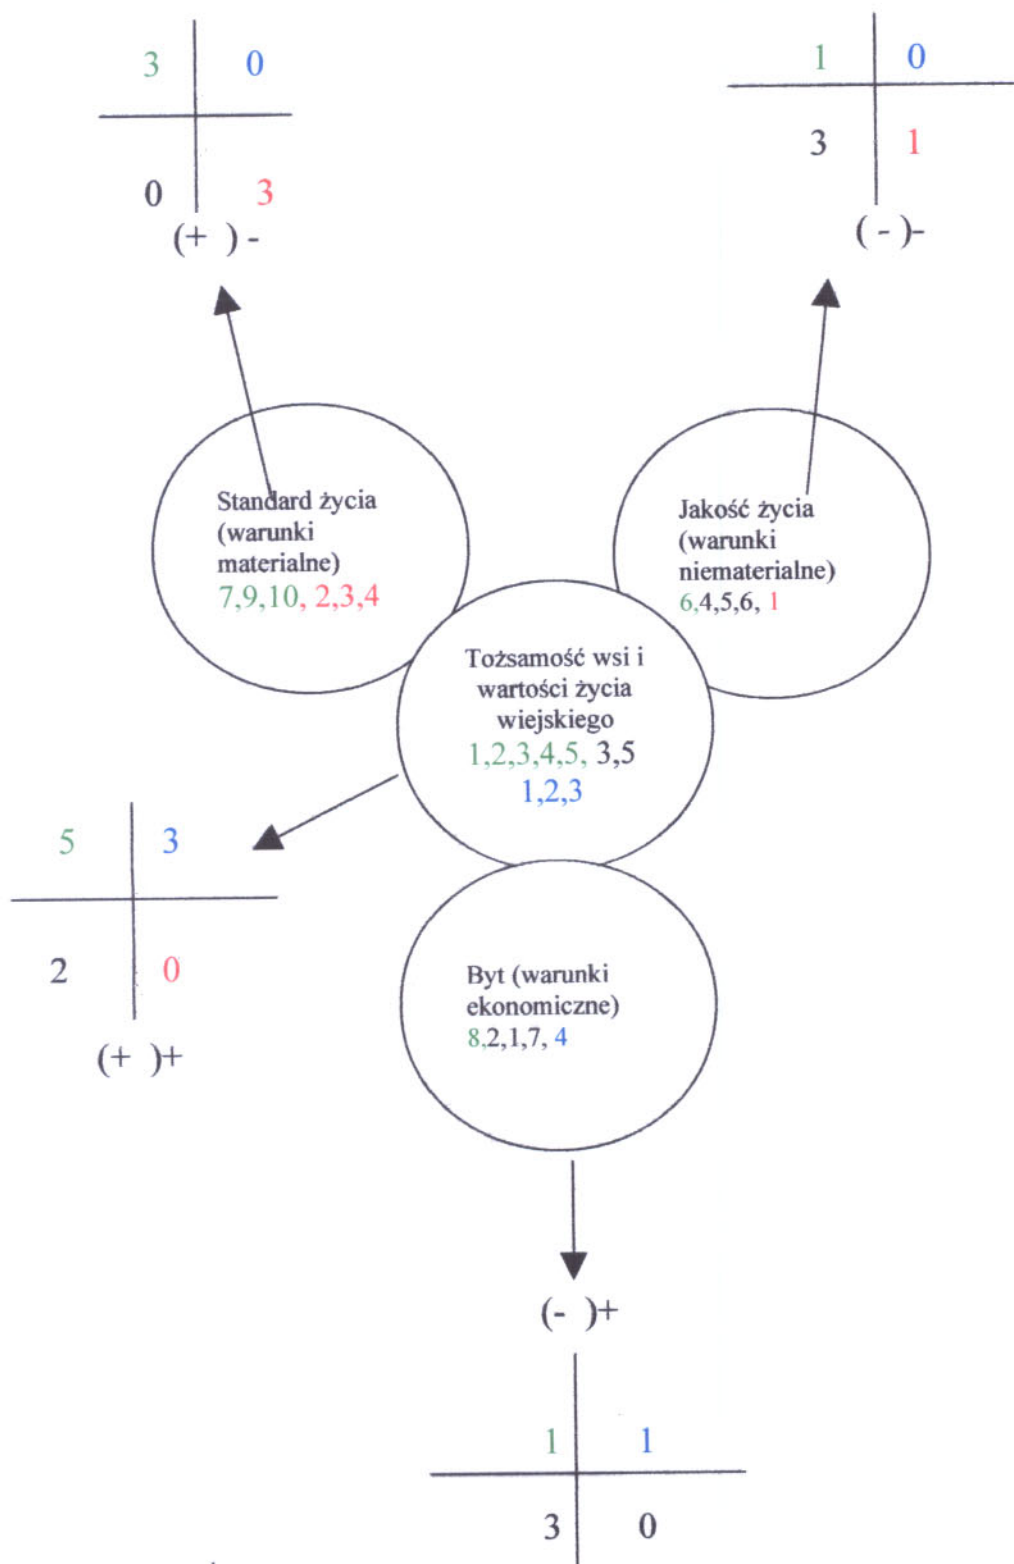 3 0
0 3
(+ ) -
1 0
3 1
( - )-
Standard życia
(warunki
materialne)
7,9,10, 2,3,4
Jakość życia
(warunki
niematerialne)
6,4,5,6, 1
Tożsamość wsi i
wartości życia
wiejskiego
1,2,3,4,5, 3,5
1,2,3
5 3
2 0
(+ )+
Byt (warunki
ekonomiczne)
8,2,1,7, 4
(- )+
1 1
3 0